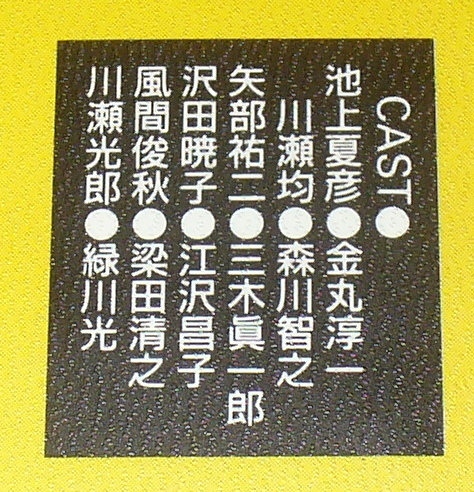 CAST●
池上夏彦●金丸淳一
川瀬均●森川智之
矢部祐二●三木眞一郎
沢田暁子●江沢昌子
風間俊秋●梁田清之
川瀬光郎●緑川光